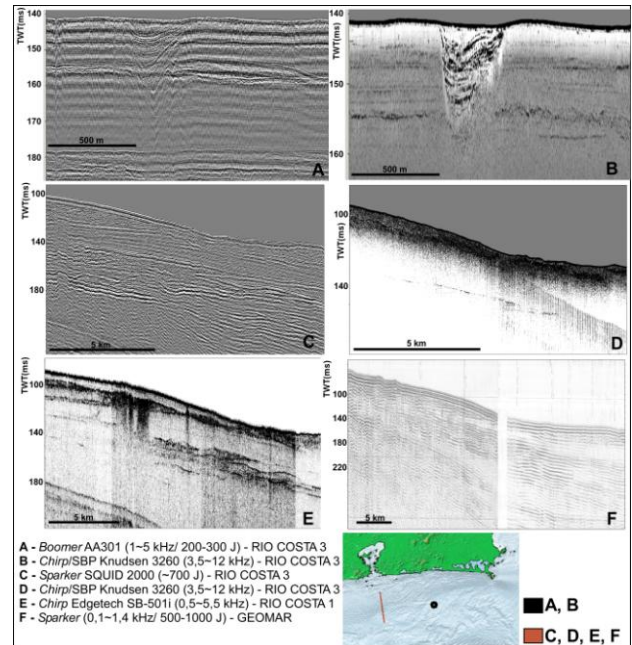 TWT(ms)
140
150
160
170
180
500 m
A
TWT(ms)
140
150
160
500 m
B
TWT(ms)
100
140
180
5 km
C
TWT(ms)
100
140
5 km
D
TWT(ms)
100
140
180
5 km
E
TWT(ms)
100
140
180
220
5 km
F
A - Boomer AA301 (1~5 kHz/ 200-300 J) - RIO COSTA 3
B - Chirp/SBP Knudsen 3260 (3,5~12 kHz) - RIO COSTA 3
C - Sparker SQUID 2000 (~700 J) - RIO COSTA 3
D - Chirp/SBP Knudsen 3260 (3,5~12 kHz) - RIO COSTA 3
E - Chirp Edgetech SB-501i (0,5~5,5 kHz) - RIO COSTA 1
F - Sparker (0,1~1,4 kHz/ 500-1000 J) - GEOMAR
A, B
C, D, E, F